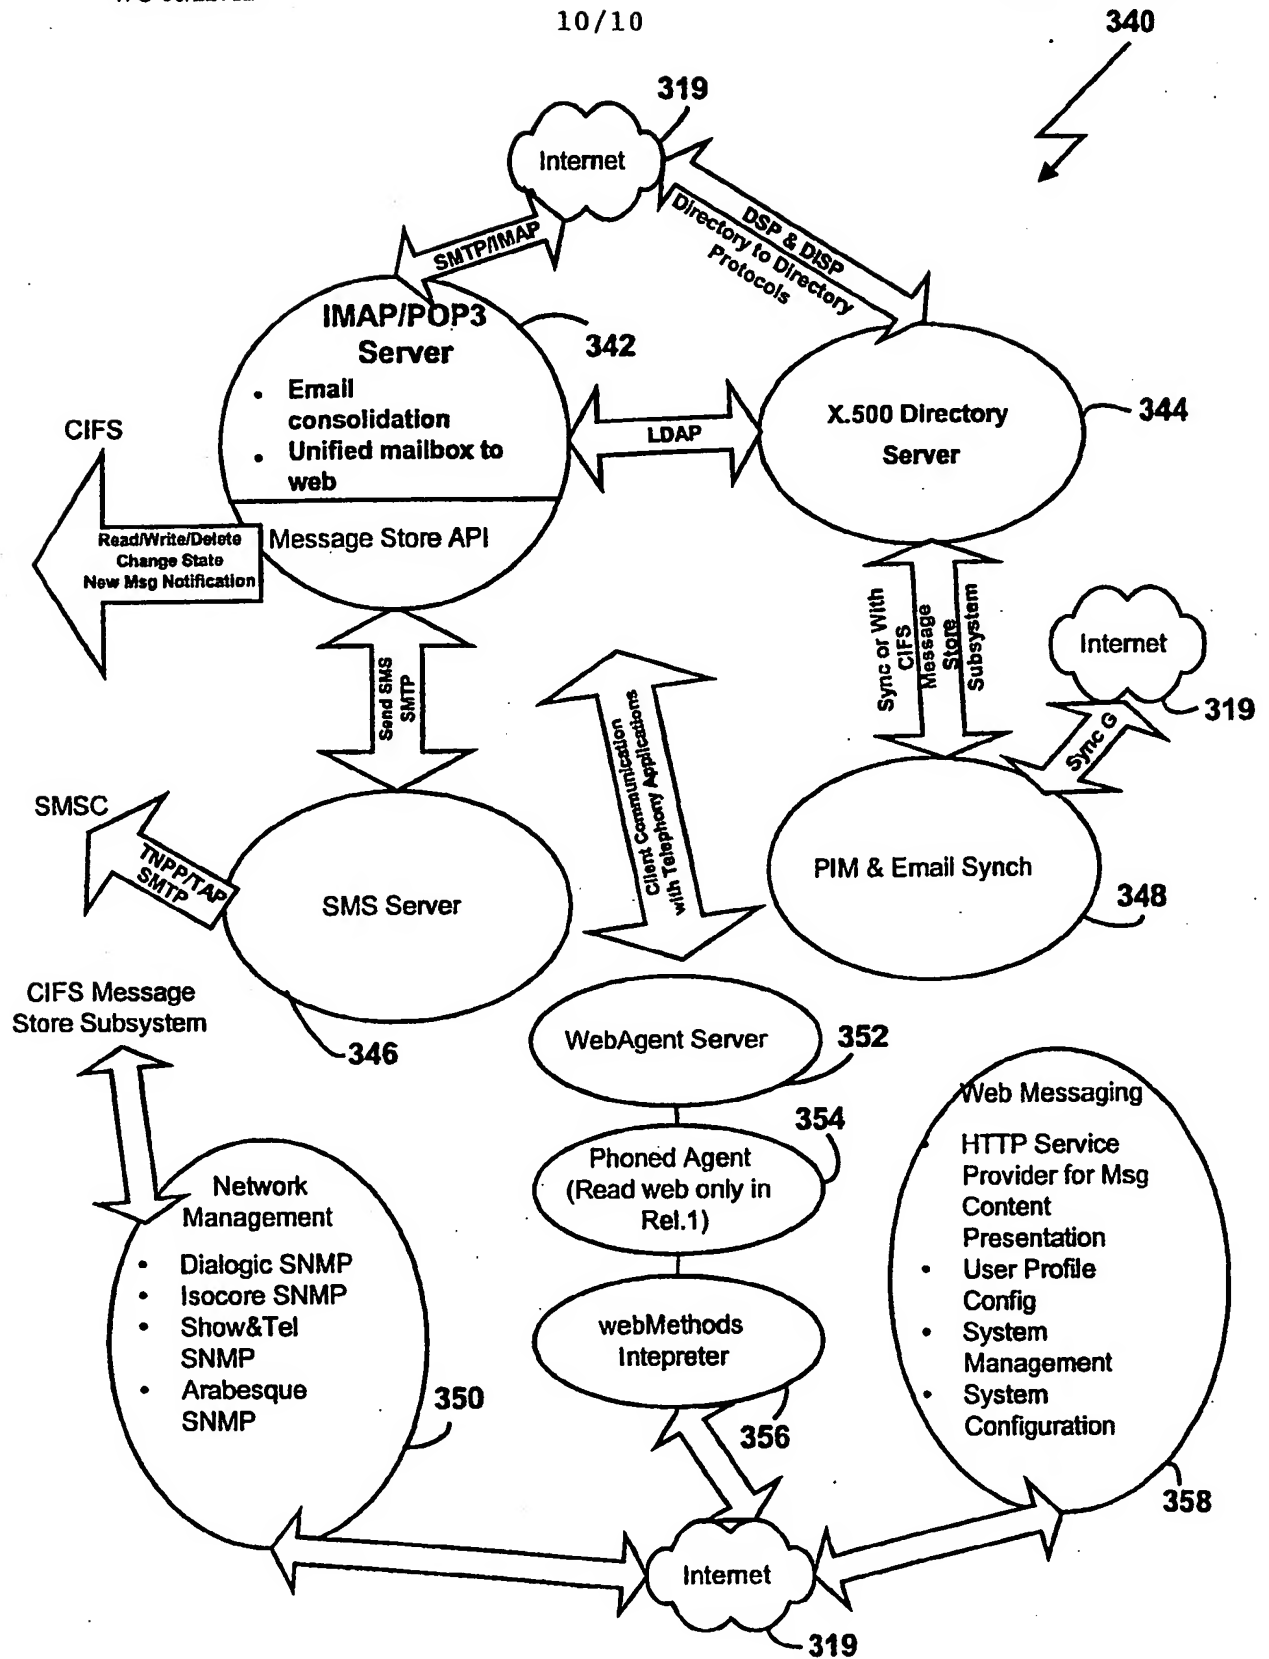 10/10
340
319
Internet
SMTP/IMAP
DSP & DISP
Directory to Directory
Protocols
IMAP/POP3
Server
342
• Email
consolidation
• Unified mailbox to
web
LDAP
X.500 Directory
Server
344
CIFS
Read/Write/Delete
Change State
New Msg Notification
Message Store API
Send SMS
SMTP
Client Communication
with Telephony Applications
Sync or With
CIFS
Message
Store
Subsystem
Internet
319
Sync G
SMSC
TNPP/TAP
SMTP
SMS Server
346
PIM & Email Synch
348
CIFS Message
Store Subsystem
WebAgent Server
352
354
Phoned Agent
(Read web only in
Rel.1)
webMethods
Intepreter
356
Network
Management
• Dialogic SNMP
• Isocore SNMP
• Show&Tel
SNMP
• Arabesque
SNMP
350
Web Messaging
• HTTP Service
Provider for Msg
Content
Presentation
• User Profile
Config
• System
Management
• System
Configuration
358
Internet
319